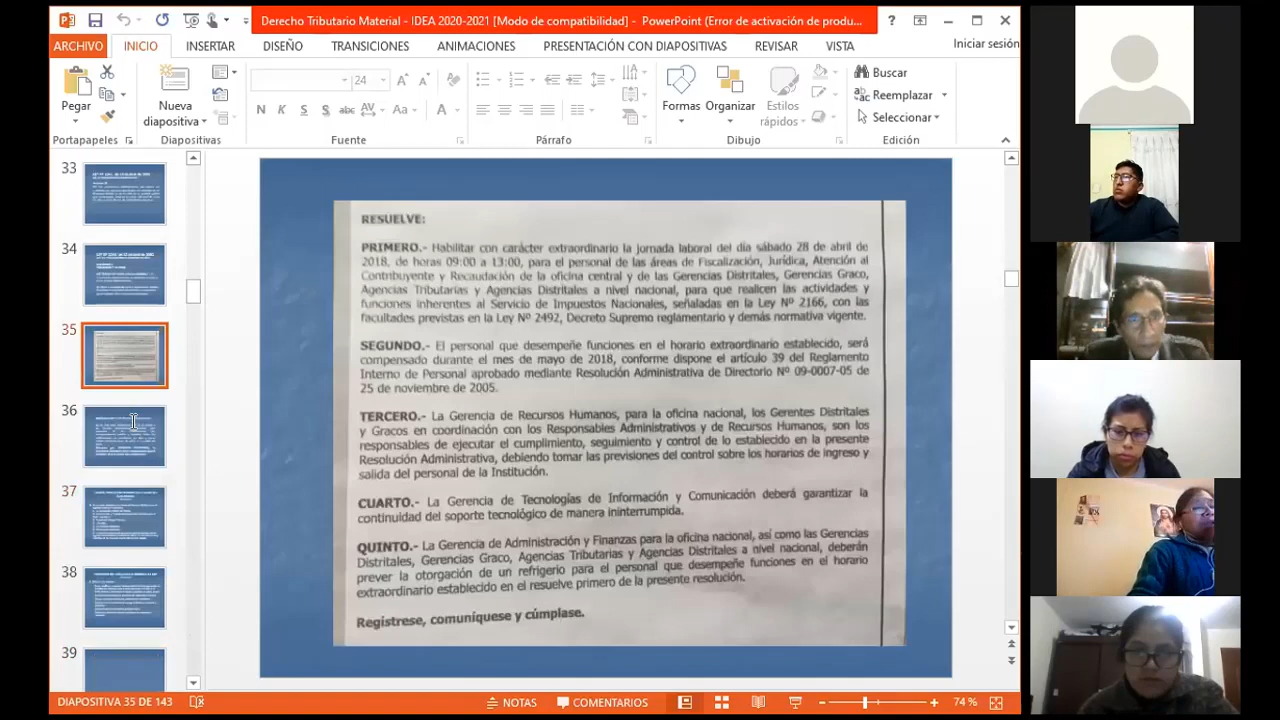 Derecho Tributario Material - IDEA 2020-2021 [Modo de compatibilidad] - PowerPoint (Error de activación de produ...
ARCHIVO
INICIO
INSERTAR
DISEÑO
TRANSICIONES
ANIMACIONES
PRESENTACIÓN CON DIAPOSITIVAS
REVISAR
VISTA
Iniciar sesión
Pegar
Nueva
diapositiva
24
N K S S abc AV Aa A
Formas
Organizar
Estilos
rápidos
Buscar
Reemplazar
Seleccionar
Portapapeles
Diapositivas
Fuente
Párrafo
Dibujo
Edición
33
34
35
36
37
38
39
RESUELVE:
PRIMERO.- Habilitar con carácter extraordinario la jornada laboral del día sábado 28 de abril de
2018, de horas 09:00 a 13:00, para el personal de las áreas de Fiscalización, Jurídica, Atención al
Contribuyente y Recaudación de la oficina central y de las Gerencias Distritales, Gerencias Graco,
Agencias Tributarias y Agencias Distritales a nivel nacional, para que realicen las actividades y
funciones inherentes al Servicio de Impuestos Nacionales, señaladas en la Ley Nº 2166, con las
facultades previstas en la Ley Nº 2492, Decreto Supremo reglamentario y demás normativa vigente.
SEGUNDO.- El personal que desempeñe funciones en el horario extraordinario establecido, será
compensado durante el mes de mayo de 2018, conforme dispone el artículo 39 del Reglamento
Interno de Personal aprobado mediante Resolución Administrativa de Directorio Nº 09-0007-05 de
25 de noviembre de 2005.
TERCERO.- La Gerencia de Recursos Humanos, para la oficina nacional, los Gerentes Distritales
y Gracos en coordinación con los Responsables Administrativos y de Recursos Humanos, son los
responsables de ejecutar el cumplimiento, seguimiento y control de lo establecido en la presente
Resolución Administrativa, debiendo tomar las previsiones del control sobre los horarios de ingreso y
salida del personal de la Institución.
CUARTO.- La Gerencia de Tecnologías de Información y Comunicación deberá garantizar la
continuidad del soporte tecnológico de manera ininterrumpida.
QUINTO.- La Gerencia de Administración y Finanzas para la oficina nacional, así como las Gerencias
Distritales, Gerencias Graco, Agencias Tributarias y Agencias Distritales a nivel nacional, deberán
prever la otorgación de un refrigerio para el personal que desempeñe funciones en el horario
extraordinario establecido en el resuelve primero de la presente resolución.
Regístrese, comuníquese y cúmplase.
DIAPOSITIVA 35 DE 143
NOTAS
COMENTARIOS
74 %